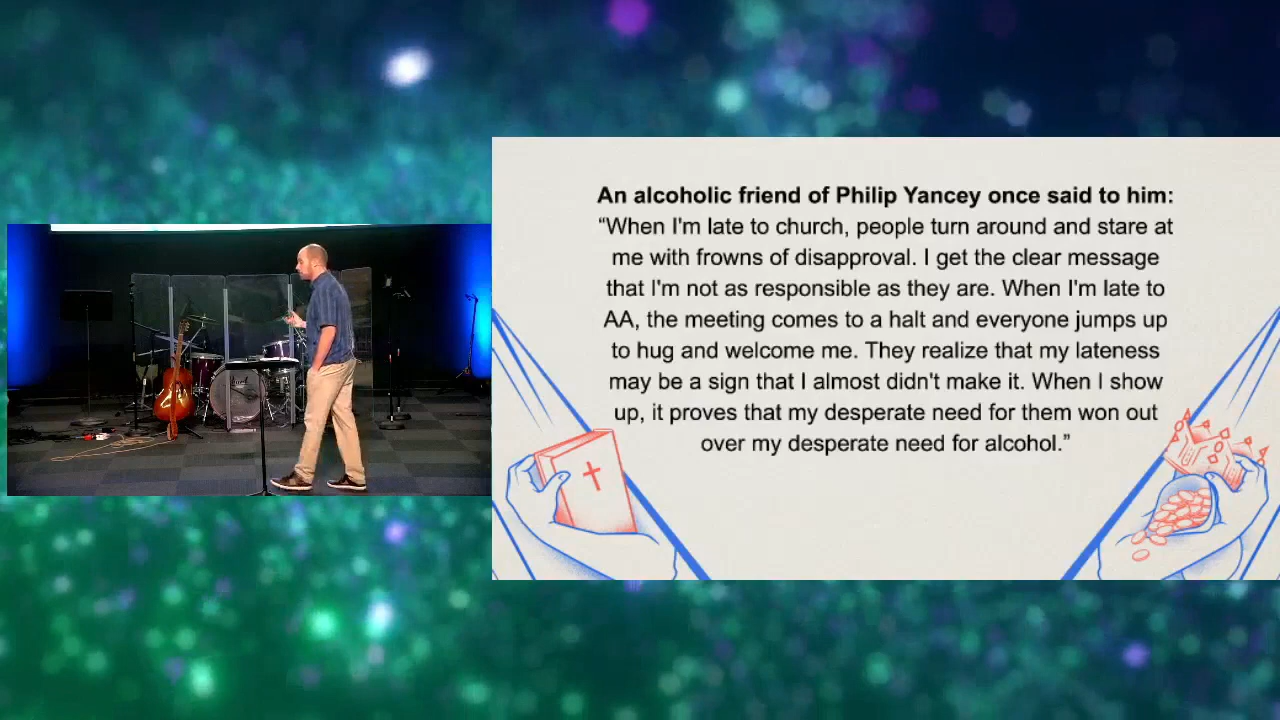 An alcoholic friend of Philip Yancey once said to him:
“When I'm late to church, people turn around and stare at
me with frowns of disapproval. I get the clear message
that I'm not as responsible as they are. When I'm late to
AA, the meeting comes to a halt and everyone jumps up
to hug and welcome me. They realize that my lateness
may be a sign that I almost didn't make it. When I show
up, it proves that my desperate need for them won out
over my desperate need for alcohol.”